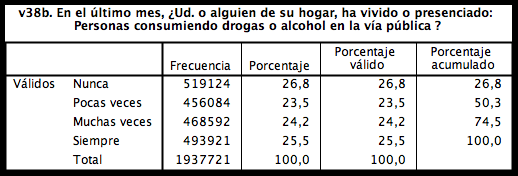 v38b. En el último mes, ¿Ud. o alguien de su hogar, ha vivido o presenciado:
Personas consumiendo drogas o alcohol en la vía pública ?
Frecuencia Porcentaje Porcentaje válido Porcentaje acumulado
Válidos Nunca 519124 26,8 26,8 26,8
Pocas veces 456084 23,5 23,5 50,3
Muchas veces 468592 24,2 24,2 74,5
Siempre 493921 25,5 25,5 100,0
Total 1937721 100,0 100,0